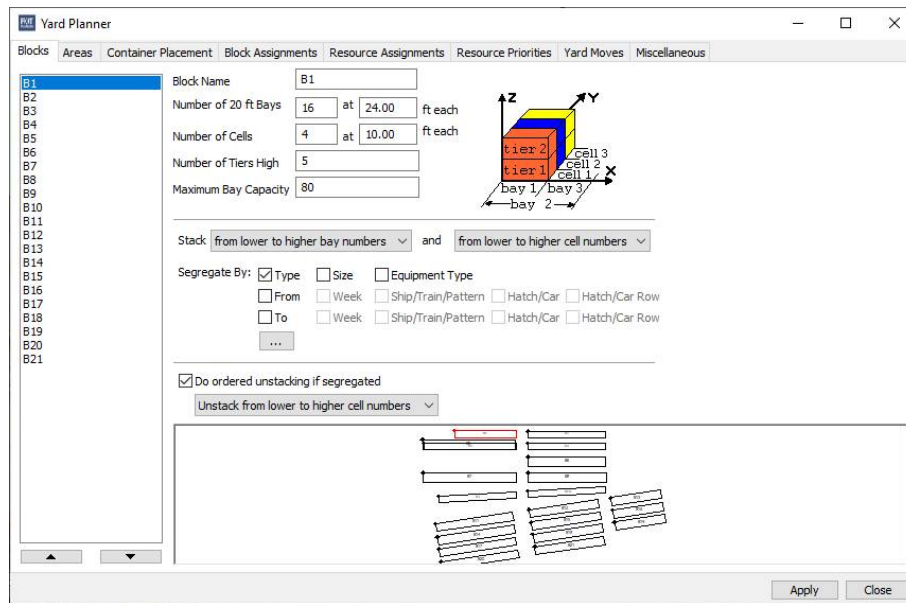 Yard Planner
Blocks Areas Container Placement Block Assignments Resource Assignments Resource Priorities Yard Moves Miscellaneous
B1
B2
B3
B4
B5
B6
B7
B8
B9
B10
B11
B12
B13
B14
B15
B16
B17
B18
B19
B20
B21
Block Name B1
Number of 20 ft Bays 16 at 24.00 ft each
Number of Cells 4 at 10.00 ft each
Number of Tiers High 5
Maximum Bay Capacity 80
Z Y
tier 2
tier 1
cell 3
cell 2
cell 1 X
bay 1 bay 3
bay 2
Stack from lower to higher bay numbers and from lower to higher cell numbers
Segregate By: Type Size Equipment Type
From Week Ship/Train/Pattern Hatch/Car Hatch/Car Row
To Week Ship/Train/Pattern Hatch/Car Hatch/Car Row
...
Do ordered unstacking if segregated
Unstack from lower to higher cell numbers
Apply Close